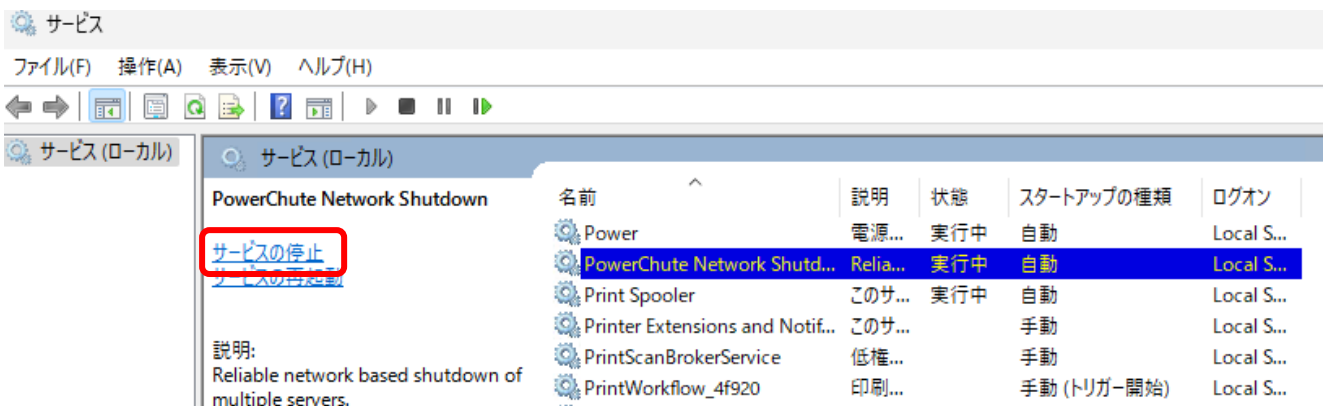 サービス
ファイル(F) 操作(A) 表示(V) ヘルプ(H)
サービス (ローカル)
サービス (ローカル)
PowerChute Network Shutdown
サービスの停止
サービスの再起動
説明:
Reliable network based shutdown of
multiple servers.
名前 説明 状態 スタートアップの種類 ログオン
Power 電源... 実行中 自動 Local S...
PowerChute Network Shutd... Relia... 実行中 自動 Local S...
Print Spooler このサ... 実行中 自動 Local S...
Printer Extensions and Notif... このサ... 手動 Local S...
PrintScanBrokerService 低権... 手動 Local S...
PrintWorkflow_4f920 印刷... 手動 (トリガー開始) Local S...